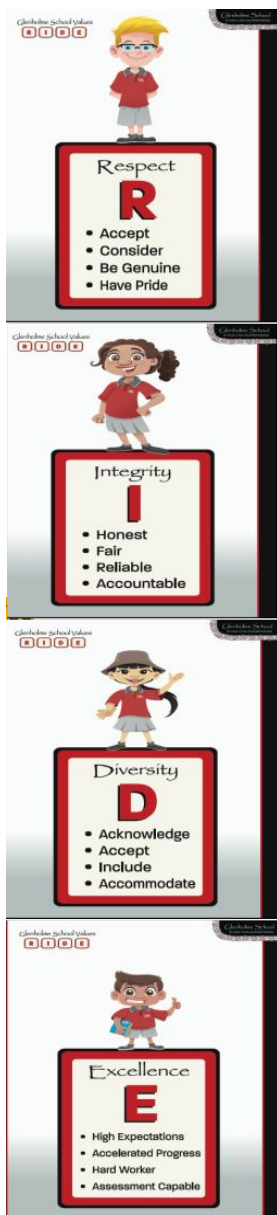 Glenholme School Values
R I D E
Glenholme School
Respect
R
• Accept
• Consider
• Be Genuine
• Have Pride
Glenholme School Values
R I D E
Glenholme School
Integrity
I
• Honest
• Fair
• Reliable
• Accountable
Glenholme School Values
R I D E
Glenholme School
Diversity
D
• Acknowledge
• Accept
• Include
• Accommodate
Glenholme School Values
R I D E
Glenholme School
Excellence
E
• High Expectations
• Accelerated Progress
• Hard Worker
• Assessment Capable